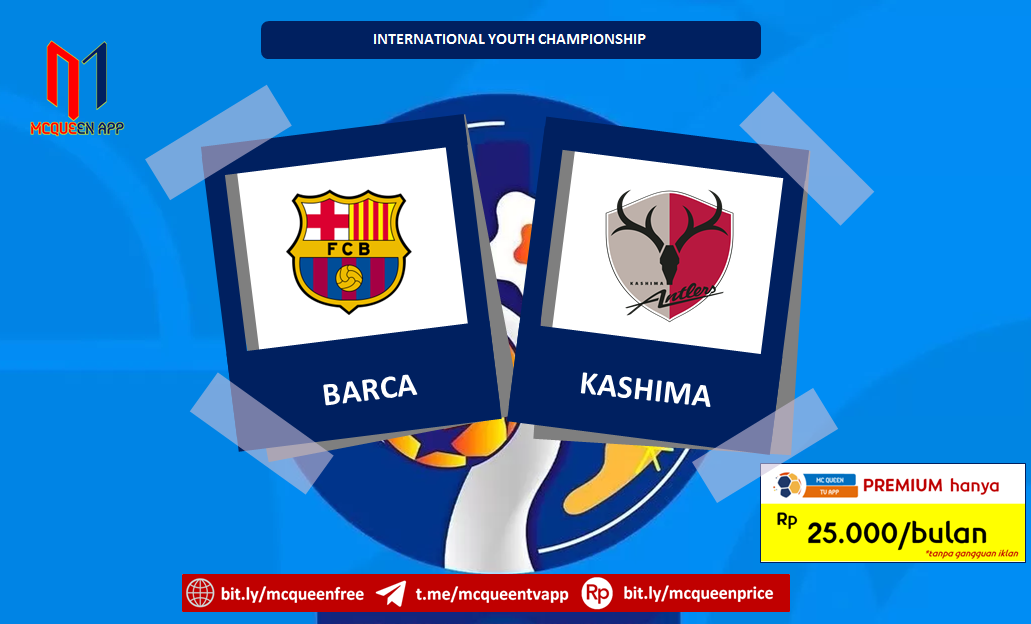 INTERNATIONAL YOUTH CHAMPIONSHIP
MCQUEEN APP
F C B
KASHIMA
Antlers
BARCA
KASHIMA
MC QUEEN
TV APP
PREMIUM hanya
Rp 25.000/bulan
*tanpa gangguan iklan
bit.ly/mcqueenfree t.me/mcqueentvapp Rp bit.ly/mcqueenprice